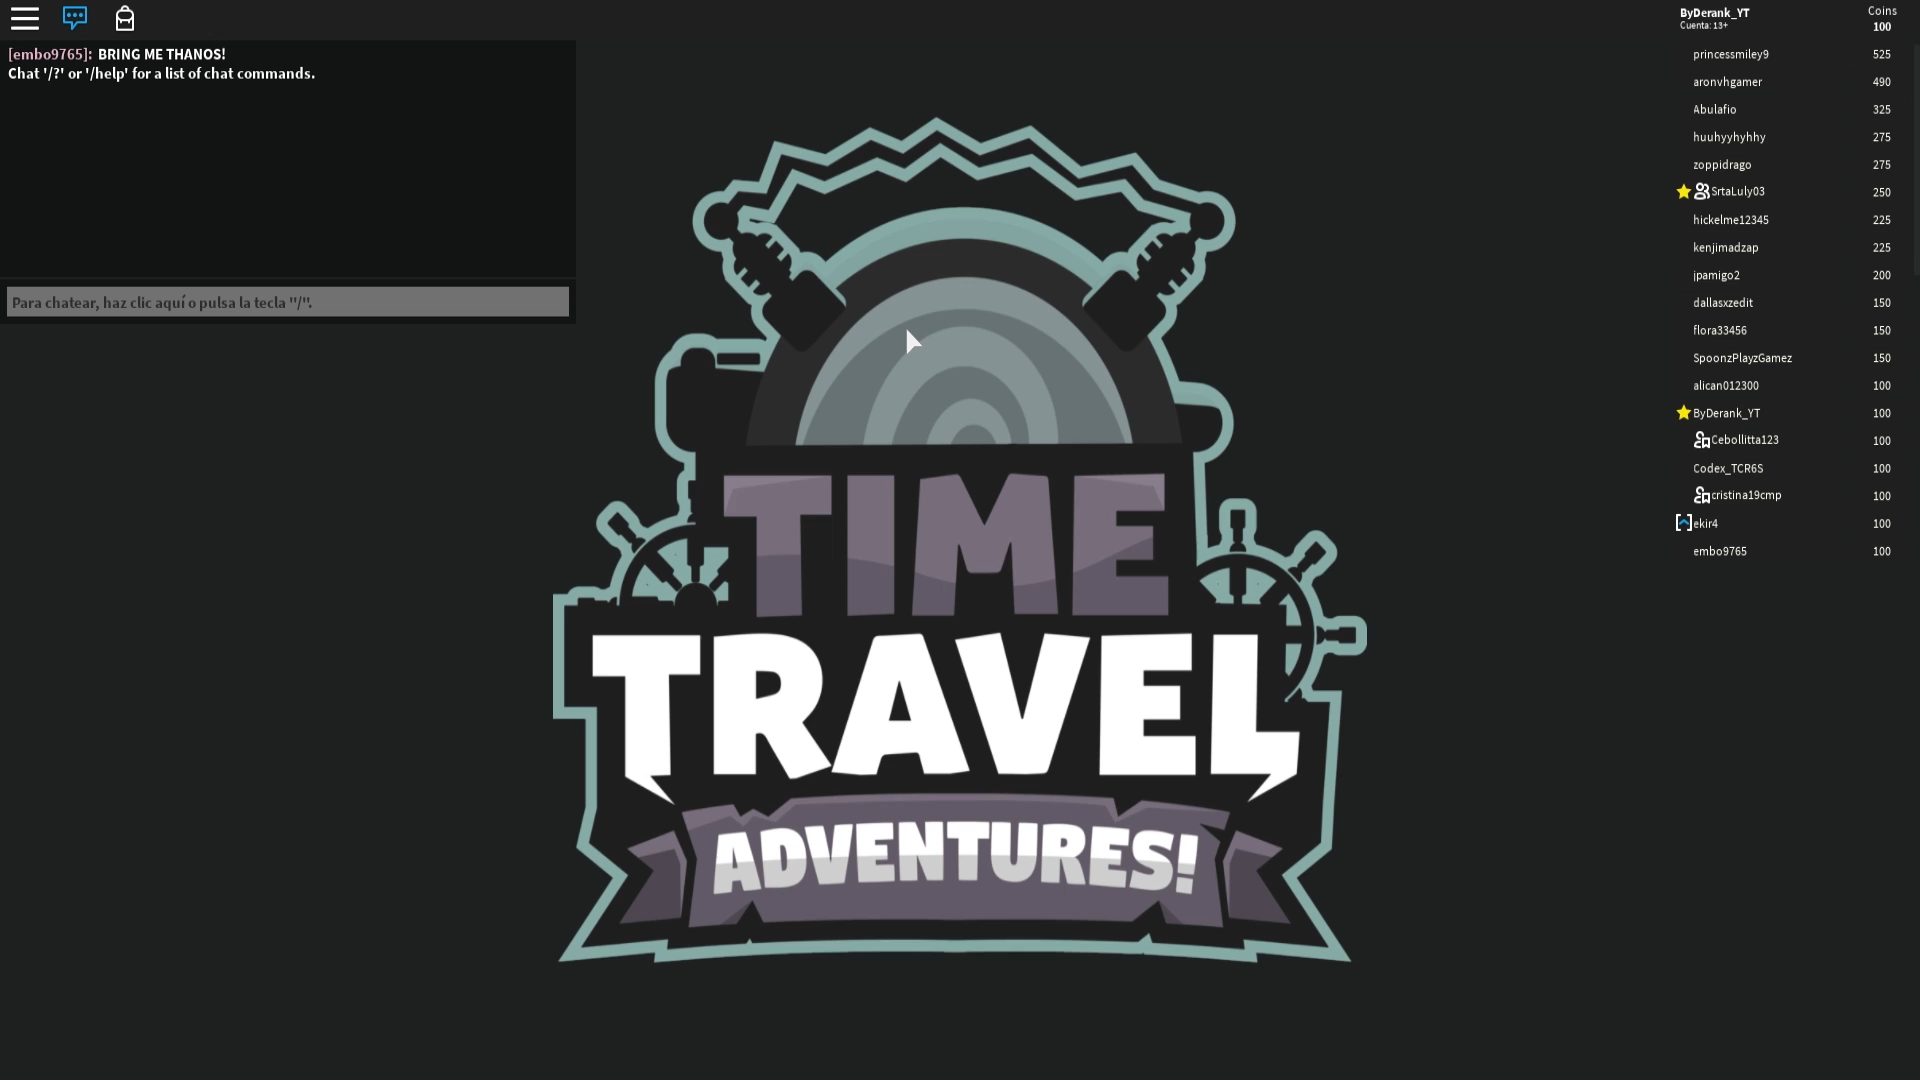 [embo9765]: BRING ME THANOS!
Chat '/?' or '/help' for a list of chat commands.
Para chatear, haz clic aquí o pulsa la tecla "/".
TIME
TRAVEL
ADVENTURES!
ByDerank_YT Coins
Cuenta: 13+ 100
princessmiley9 525
aronvhgamer 490
Abulafio 325
huuhyyhyhhy 275
zoppidrago 275
SrtaLuly03 250
hickelme12345 225
kenjimadzap 225
jpamigo2 200
dallasxzedit 150
flora33456 150
SpoonzPlayzGamez 150
alican012300 100
ByDerank_YT 100
Cebollitta123 100
Codex_TCR6S 100
cristina19cmp 100
ekir4 100
embo9765 100